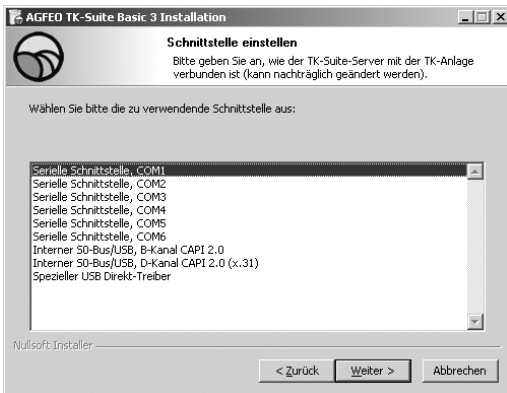 AGFEO TK-Suite Basic 3 Installation
Schnittstelle einstellen
Bitte geben Sie an, wie der TK-Suite-Server mit der TK-Anlage
verbunden ist (kann nachträglich geändert werden).
Wählen Sie bitte die zu verwendende Schnittstelle aus:
Serielle Schnittstelle, COM1
Serielle Schnittstelle, COM2
Serielle Schnittstelle, COM3
Serielle Schnittstelle, COM4
Serielle Schnittstelle, COM5
Serielle Schnittstelle, COM6
Interner S0-Bus/USB, B-Kanal CAPI 2.0
Interner S0-Bus/USB, D-Kanal CAPI 2.0 (x.31)
Spezieller USB Direkt-Treiber
Nullsoft Installer
< Zurück Weiter > Abbrechen